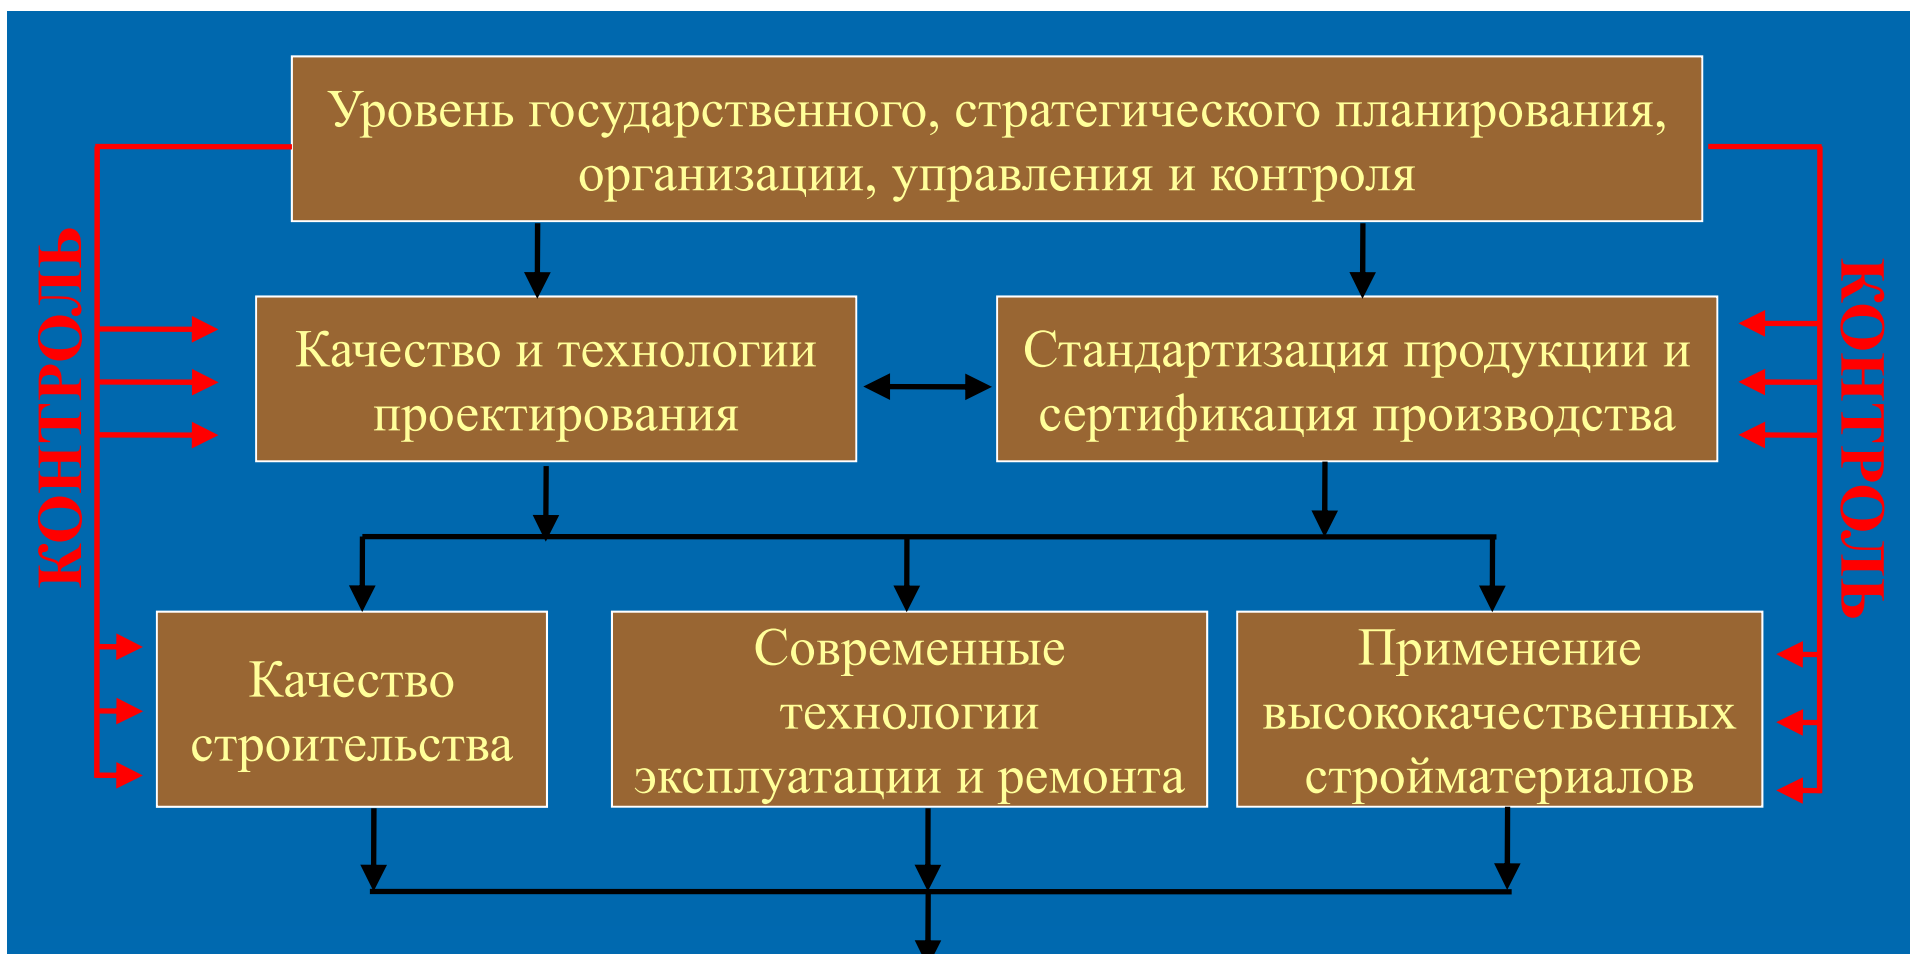 Уровень государственного, стратегического планирования,
организации, управления и контроля
КОНТРОЛЬ
КОНТРОЛЬ
Качество и технологии
проектирования
Стандартизация продукции и
сертификация производства
Качество
строительства
Современные
технологии
эксплуатации и ремонта
Применение
высококачественных
стройматериалов